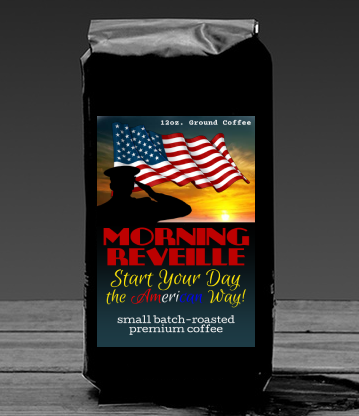 12oz. Ground Coffee
MORNING
REVEILLE
Start Your Day
the American Way!
small batch-roasted
premium coffee